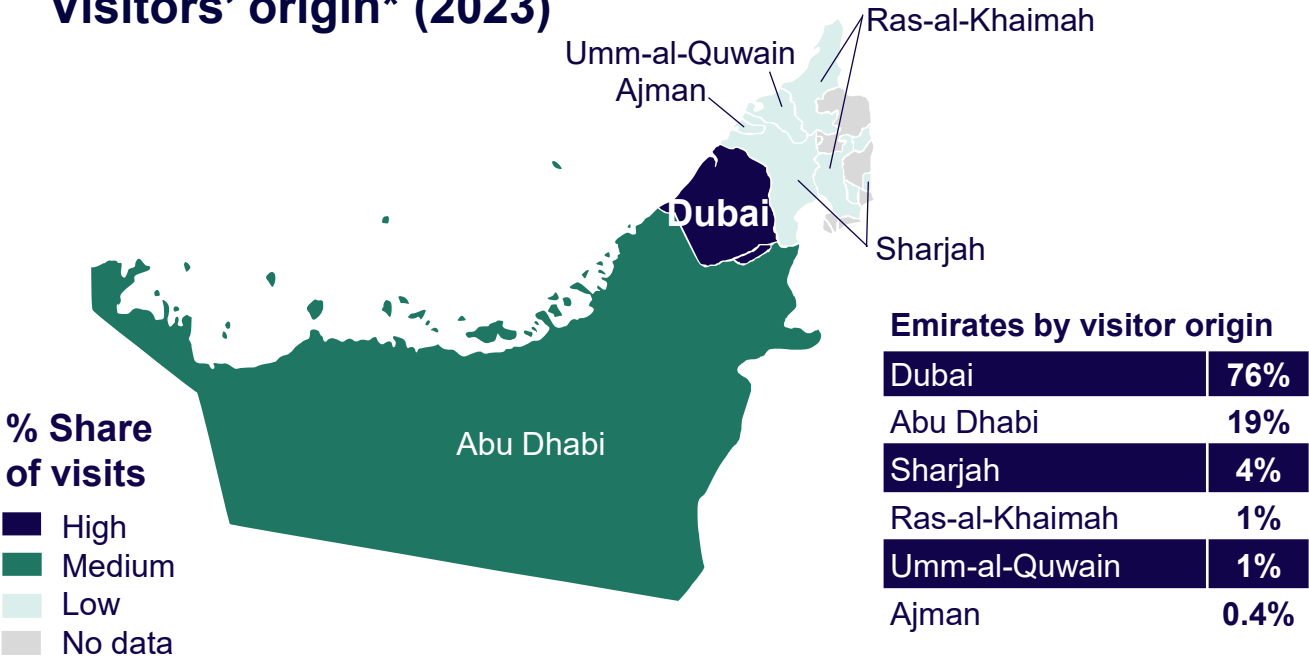 Visitors' origin* (2023)
Ras-al-Khaimah
Umm-al-Quwain
Ajman
Dubai
Sharjah
Abu Dhabi
% Share
of visits
High
Medium
Low
No data
Emirates by visitor origin
Dubai 76%
Abu Dhabi 19%
Sharjah 4%
Ras-al-Khaimah 1%
Umm-al-Quwain 1%
Ajman 0.4%